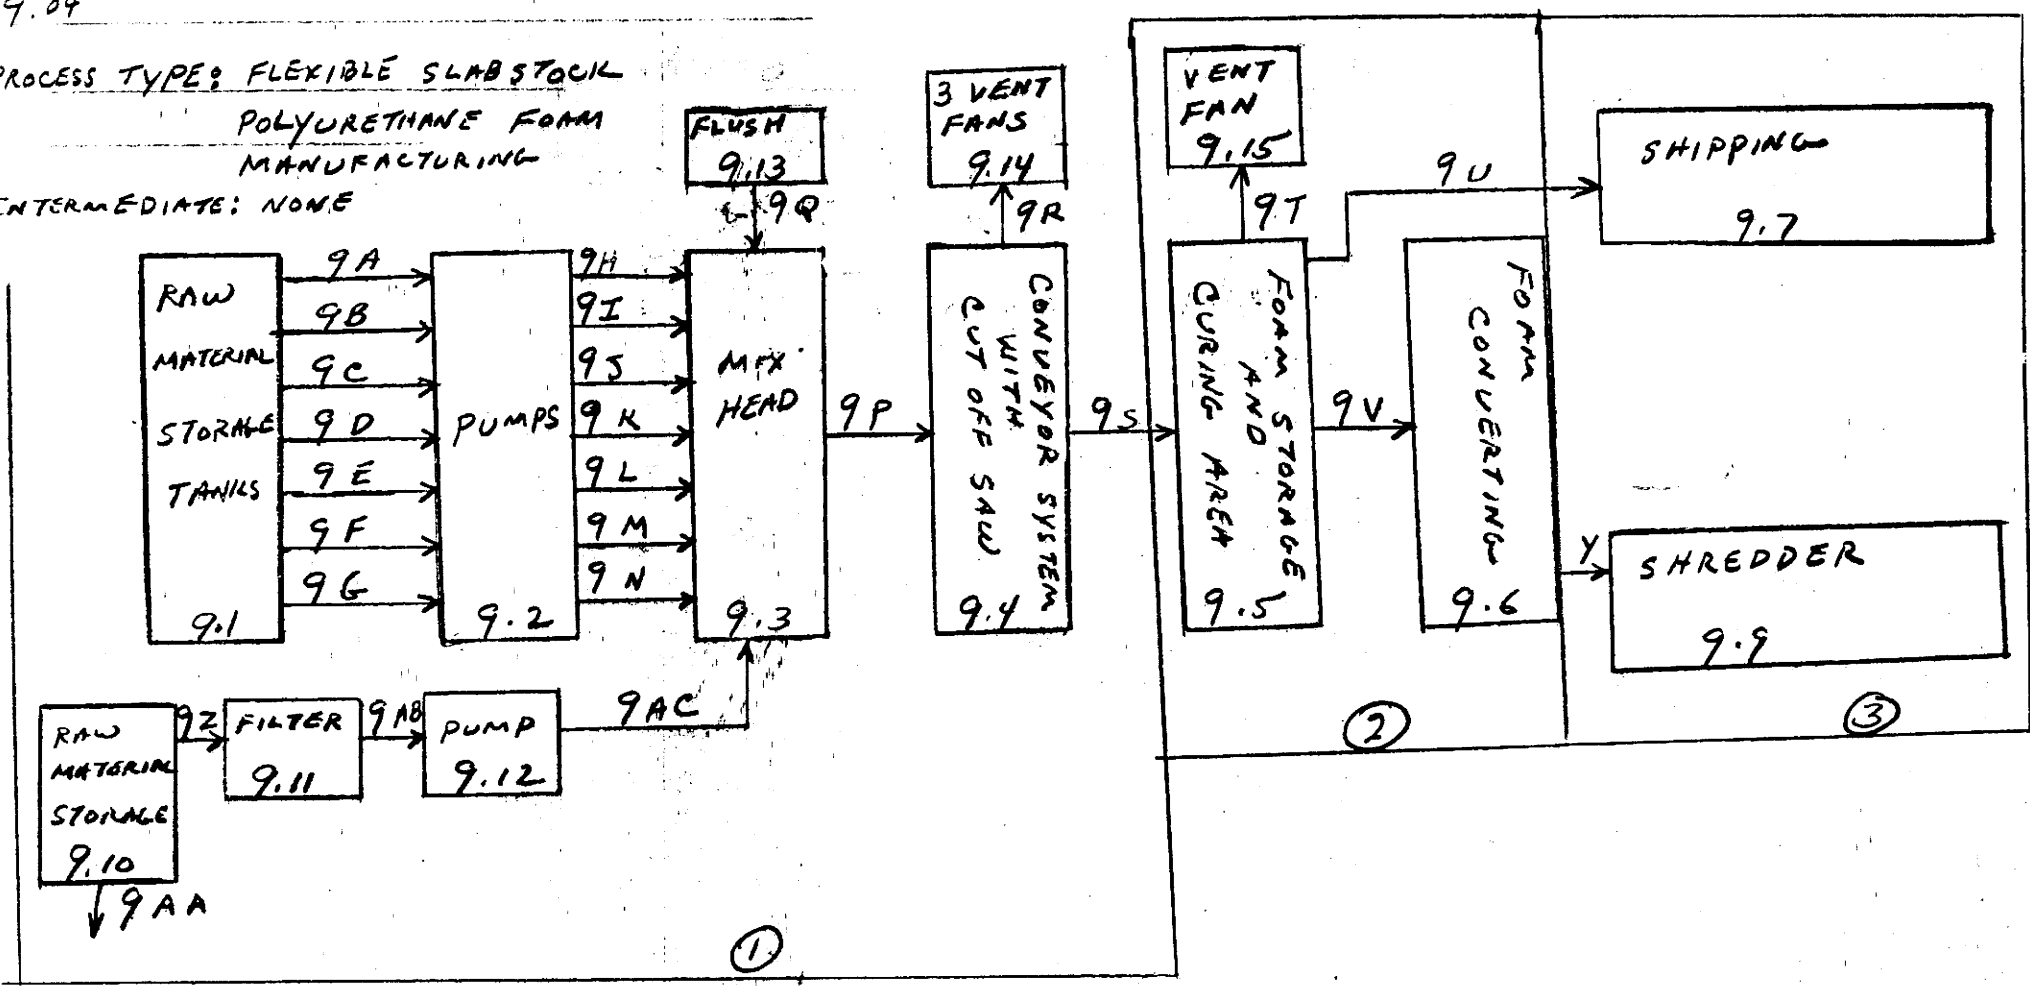 9.04
PROCESS TYPE: FLEXIBLE SLABSTOCK
POLYURETHANE FOAM
MANUFACTURING
INTERMEDIATE: NONE
FLUSH
9.13
9Q
3 VENT
FANS
9.14
9R
VENT
FAN
9.15
9T
9U
SHIPPING
9.7
RAW
MATERIAL
STORAGE
TANKS
9.1
9A
9B
9C
9D
9E
9F
9G
PUMPS
9.2
9H
9I
9J
9K
9L
9M
9N
MIX
HEAD
9.3
9P
CONVEYOR SYSTEM
WITH
CUT OFF SAW
9.4
9S
FOAM STORAGE
AND
CURING AREA
9.5
9V
FOAM
CONVERTING
9.6
Y
SHREDDER
9.9
RAW
MATERIAL
STORAGE
9.10
9AA
9Z
FILTER
9.11
9AB
PUMP
9.12
9AC
1
2
3